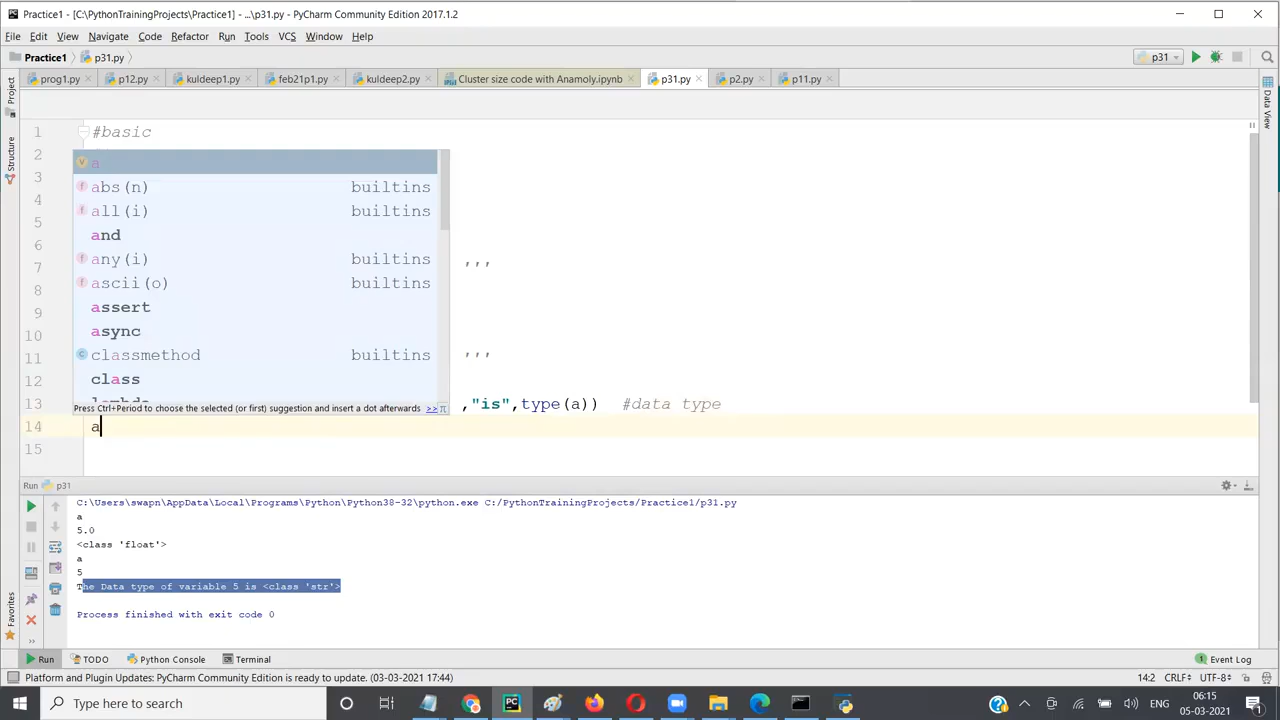 Practice1 - [C:\PythonTrainingProjects\Practice1] - ...\p31.py - PyCharm Community Edition 2017.1.2
File Edit View Navigate Code Refactor Run Tools VCS Window Help
Practice1 p31.py p31
prog1.py p12.py kuldeep1.py feb21p1.py kuldeep2.py Cluster size code with Anamoly.ipynb p31.py p2.py p11.py
Project
Structure
Favorites
Data View
1 #basic
2
3
4
5
6
7 '''
8
9
10
11 '''
12
13 ,"is",type(a)) #data type
14 a
15
a
abs(n) builtins
all(i) builtins
and
any(i) builtins
ascii(o) builtins
assert
async
classmethod builtins
class
Press Ctrl+Period to choose the selected (or first) suggestion and insert a dot afterwards >> π
Run p31
C:\Users\swapn\AppData\Local\Programs\Python\Python38-32\python.exe C:/PythonTrainingProjects/Practice1/p31.py
a
5.0
<class 'float'>
a
5
The Data type of variable 5 is <class 'str'>
Process finished with exit code 0
Run TODO Python Console Terminal 1 Event Log
Platform and Plugin Updates: PyCharm Community Edition is ready to update. (03-03-2021 17:44) 14:2 CRLF UTF-8
Type here to search
ENG
06:15
05-03-2021